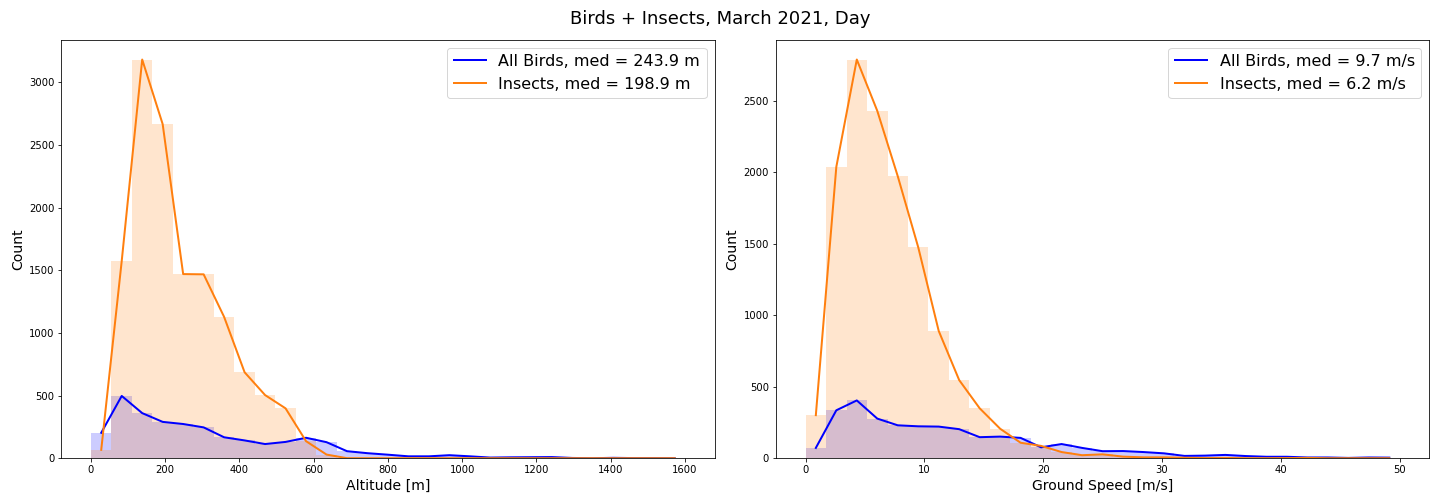 Birds + Insects, March 2021, Day
All Birds, med = 243.9 m
Insects, med = 198.9 m
3000
2500
2000
1500
1000
500
0
Count
0 200 400 600 800 1000 1200 1400 1600
Altitude [m]
All Birds, med = 9.7 m/s
Insects, med = 6.2 m/s
2500
2000
1500
1000
500
0
Count
0 10 20 30 40 50
Ground Speed [m/s]